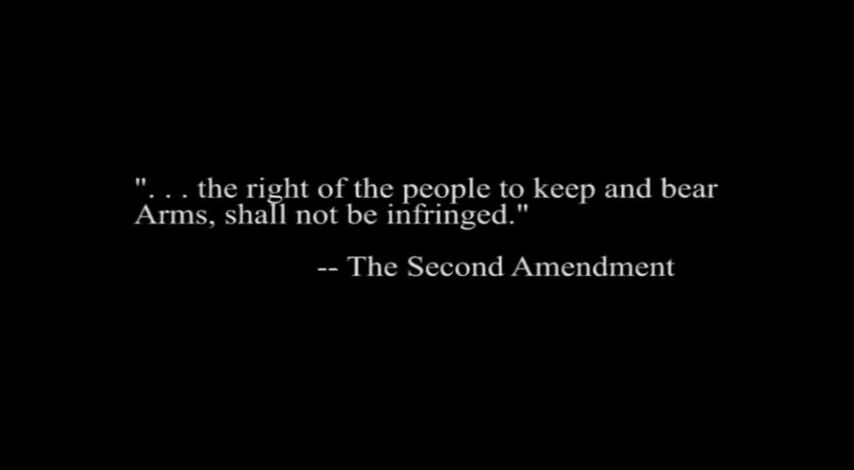 ". . . the right of the people to keep and bear
Arms, shall not be infringed."
-- The Second Amendment